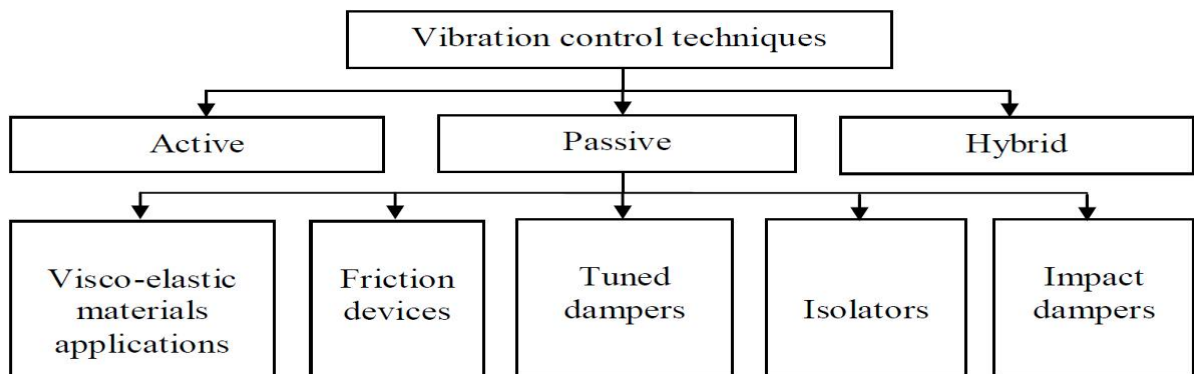 Vibration control techniques
Active
Passive
Hybrid
Visco-elastic
materials
applications
Friction
devices
Tuned
dampers
Isolators
Impact
dampers